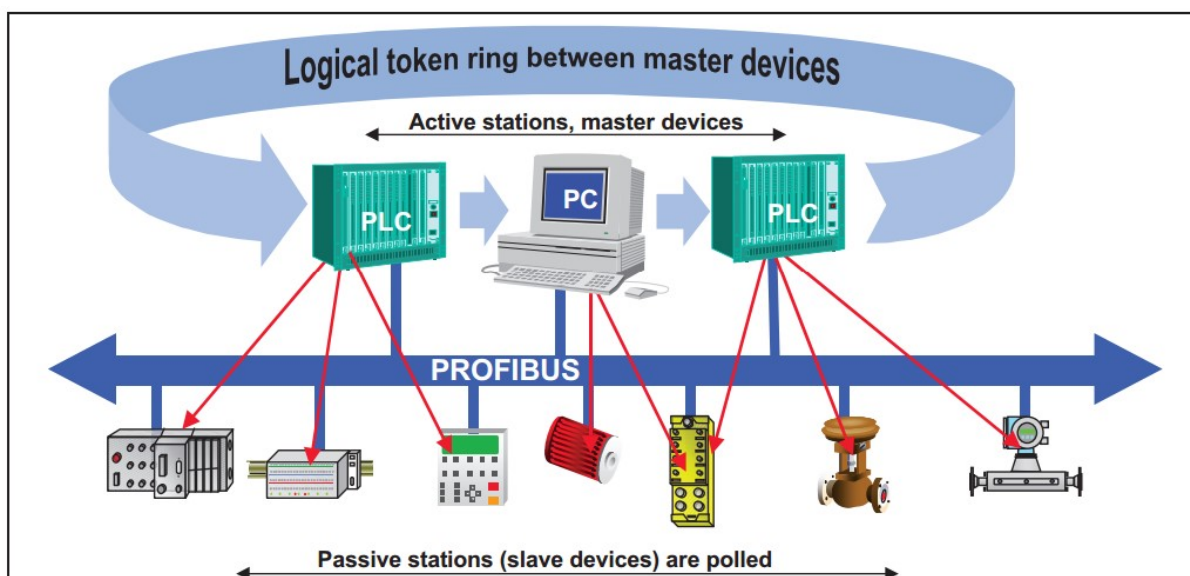 Logical token ring between master devices
Active stations, master devices
PLC
PC
PLC
PROFIBUS
Passive stations (slave devices) are polled